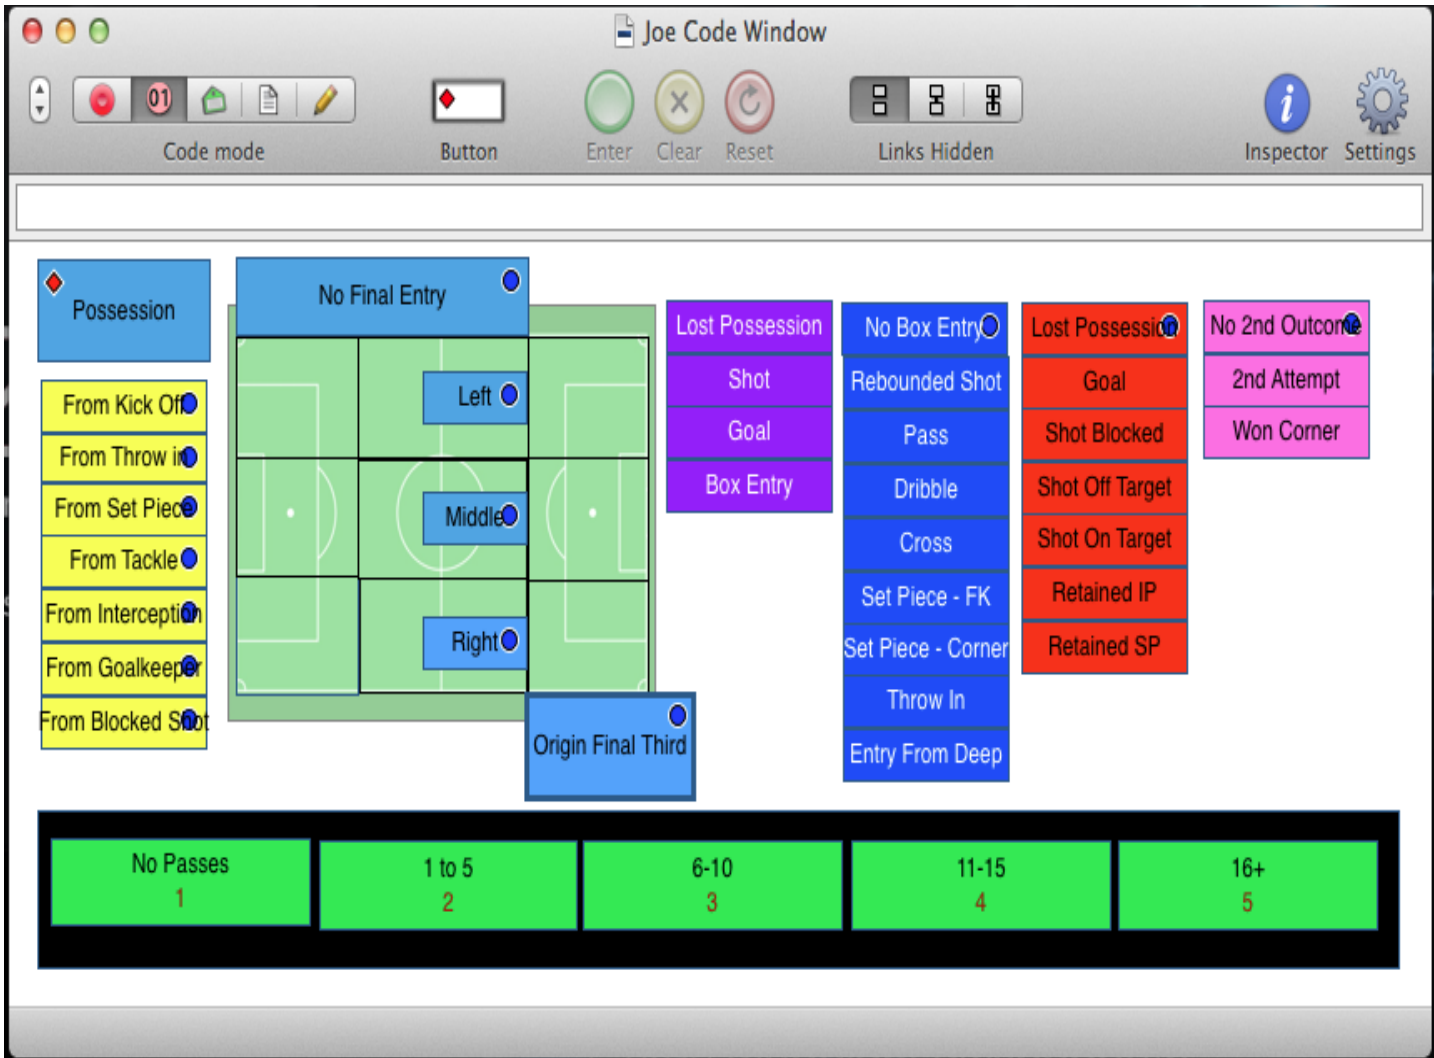 Joe Code Window
01
Code mode
Button
Enter
Clear
Reset
Links Hidden
Inspector
Settings
Possession
No Final Entry
From Kick Off
From Throw in
From Set Piece
From Tackle
From Interception
From Goalkeeper
From Blocked Shot
Left
Middle
Right
Origin Final Third
Lost Possession
Shot
Goal
Box Entry
No Box Entry
Rebounded Shot
Pass
Dribble
Cross
Set Piece - FK
Set Piece - Corner
Throw In
Entry From Deep
Lost Possession
Goal
Shot Blocked
Shot Off Target
Shot On Target
Retained IP
Retained SP
No 2nd Outcome
2nd Attempt
Won Corner
No Passes
1
1 to 5
2
6-10
3
11-15
4
16+
5